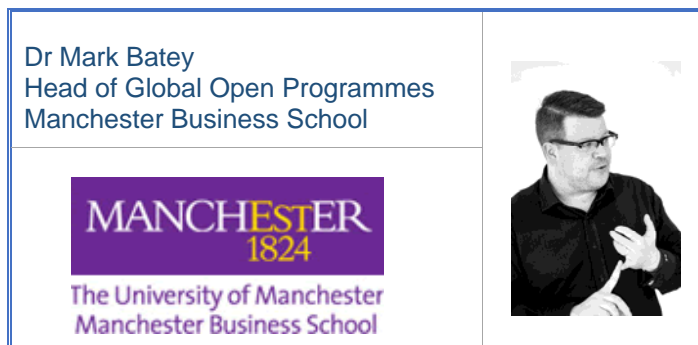 Dr Mark Batey
Head of Global Open Programmes
Manchester Business School
MANCHESTER
1824
The University of Manchester
Manchester Business School